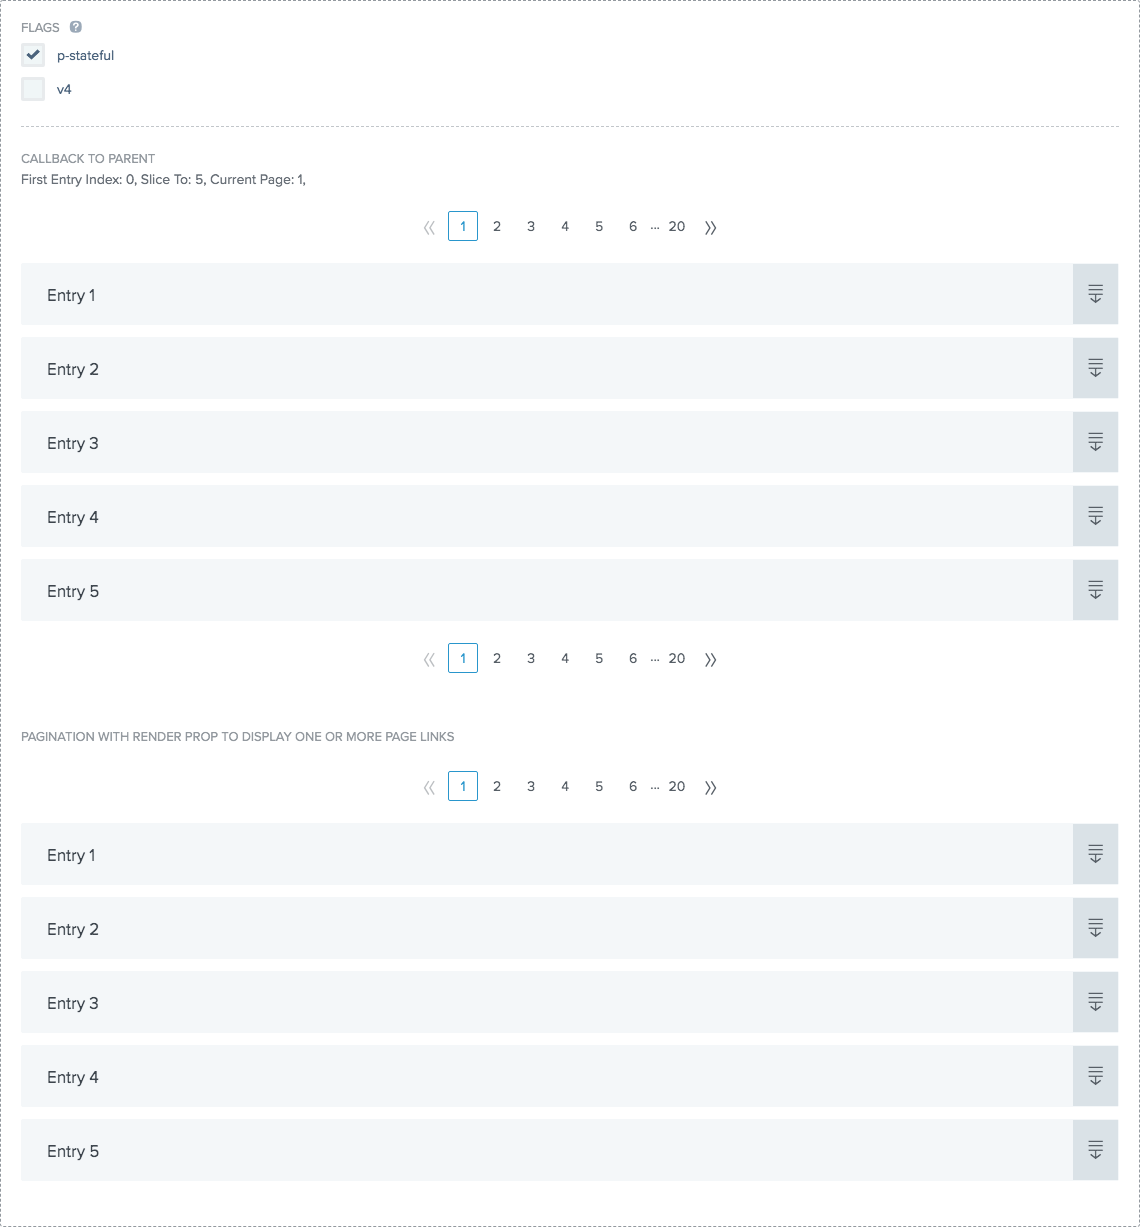 FLAGS ?
p-stateful
v4
CALLBACK TO PARENT
First Entry Index: 0, Slice To: 5, Current Page: 1,
« 1 2 3 4 5 6 ... 20 »
Entry 1
Entry 2
Entry 3
Entry 4
Entry 5
« 1 2 3 4 5 6 ... 20 »
PAGINATION WITH RENDER PROP TO DISPLAY ONE OR MORE PAGE LINKS
« 1 2 3 4 5 6 ... 20 »
Entry 1
Entry 2
Entry 3
Entry 4
Entry 5